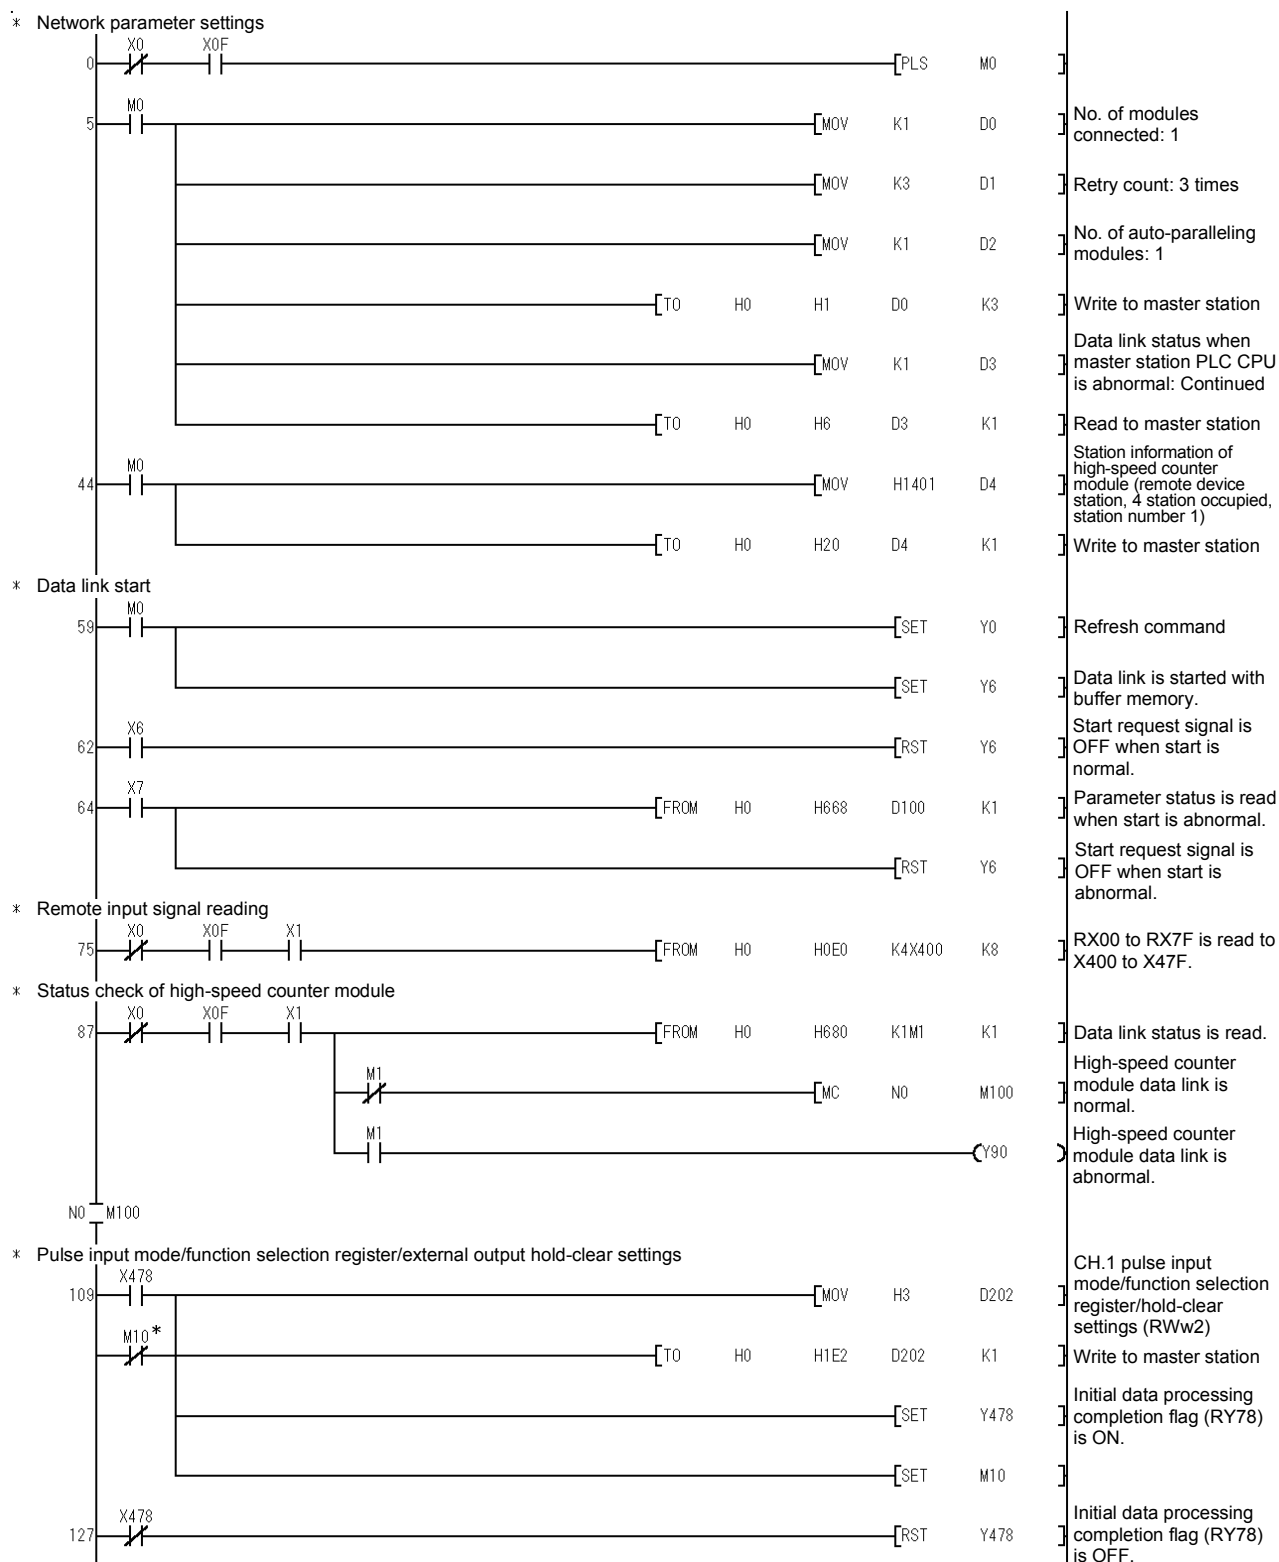 * Network parameter settings
X0 X0F
0 PLS M0
M0
5 MOV K1 D0
No. of modules
connected: 1
MOV K3 D1 Retry count: 3 times
MOV K1 D2
No. of auto-paralleling
modules: 1
TO H0 H1 D0 K3 Write to master station
MOV K1 D3
Data link status when
master station PLC CPU
is abnormal: Continued
TO H0 H6 D3 K1 Read to master station
M0
44 MOV H1401 D4
Station information of
high-speed counter
module (remote device
station, 4 station occupied,
station number 1)
TO H0 H20 D4 K1 Write to master station
* Data link start
M0
59 SET Y0 Refresh command
SET Y6
Data link is started with
buffer memory.
X6
62 RST Y6
Start request signal is
OFF when start is
normal.
X7
64 FROM H0 H668 D100 K1
Parameter status is read
when start is abnormal.
RST Y6
Start request signal is
OFF when start is
abnormal.
* Remote input signal reading
X0 X0F X1
75 FROM H0 H0E0 K4X400 K8
RX00 to RX7F is read to
X400 to X47F.
* Status check of high-speed counter module
X0 X0F X1
87 FROM H0 H680 K1M1 K1 Data link status is read.
M1
MC N0 M100
High-speed counter
module data link is
normal.
M1
Y90
High-speed counter
module data link is
abnormal.
N0 M100
* Pulse input mode/function selection register/external output hold-clear settings
X478
109 MOV H3 D202
CH.1 pulse input
mode/function selection
register/hold-clear
settings (RWw2)
M10 *
TO H0 H1E2 D202 K1 Write to master station
SET Y478
Initial data processing
completion flag (RY78)
is ON.
SET M10
X478
127 RST Y478
Initial data processing
completion flag (RY78)
is OFF.